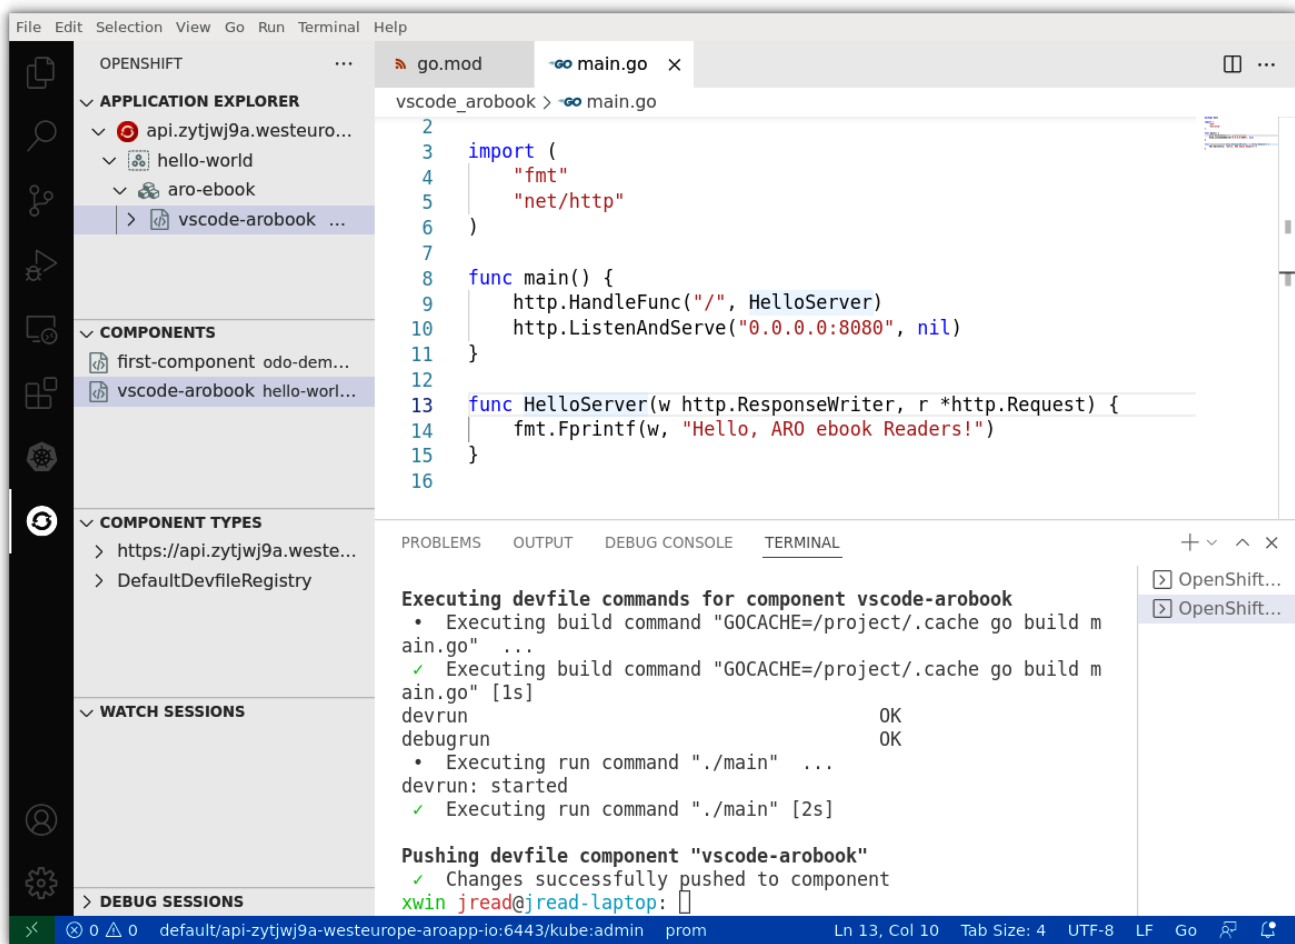 File Edit Selection View Go Run Terminal Help
OPENSHIFT
APPLICATION EXPLORER
api.zytjwj9a.westeuro...
hello-world
aro-ebook
vscode-arobook ...
COMPONENTS
first-component odo-dem...
vscode-arobook hello-worl...
COMPONENT TYPES
https://api.zytjwj9a.weste...
DefaultDevfileRegistry
WATCH SESSIONS
DEBUG SESSIONS
go.mod
GO main.go
vscode_arobook > GO main.go
2
3 import (
4 "fmt"
5 "net/http"
6 )
7
8 func main() {
9 http.HandleFunc("/", HelloServer)
10 http.ListenAndServe("0.0.0.0:8080", nil)
11 }
12
13 func HelloServer(w http.ResponseWriter, r *http.Request) {
14 fmt.Fprintf(w, "Hello, ARO ebook Readers!")
15 }
16
PROBLEMS OUTPUT DEBUG CONSOLE TERMINAL
Executing devfile commands for component vscode-arobook
• Executing build command "GOCACHE=/project/.cache go build m
ain.go" ...
✓ Executing build command "GOCACHE=/project/.cache go build m
ain.go" [1s]
devrun OK
debugrun OK
• Executing run command "./main" ...
devrun: started
✓ Executing run command "./main" [2s]
Pushing devfile component "vscode-arobook"
✓ Changes successfully pushed to component
xwin jread@jread-laptop:
OpenShift...
OpenShift...
0 0 default/api-zytjwj9a-westeurope-aroapp-io:6443/kube:admin prom Ln 13, Col 10 Tab Size: 4 UTF-8 LF Go